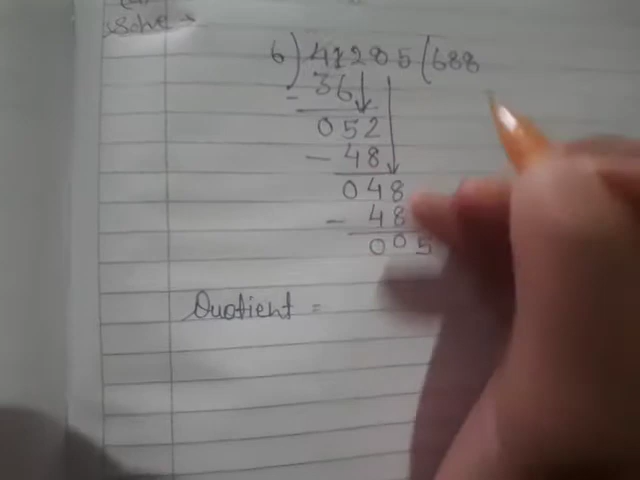 Solve →
6 ) 41285 ( 688
- 36
052
- 48
048
- 48
005
Quotient =